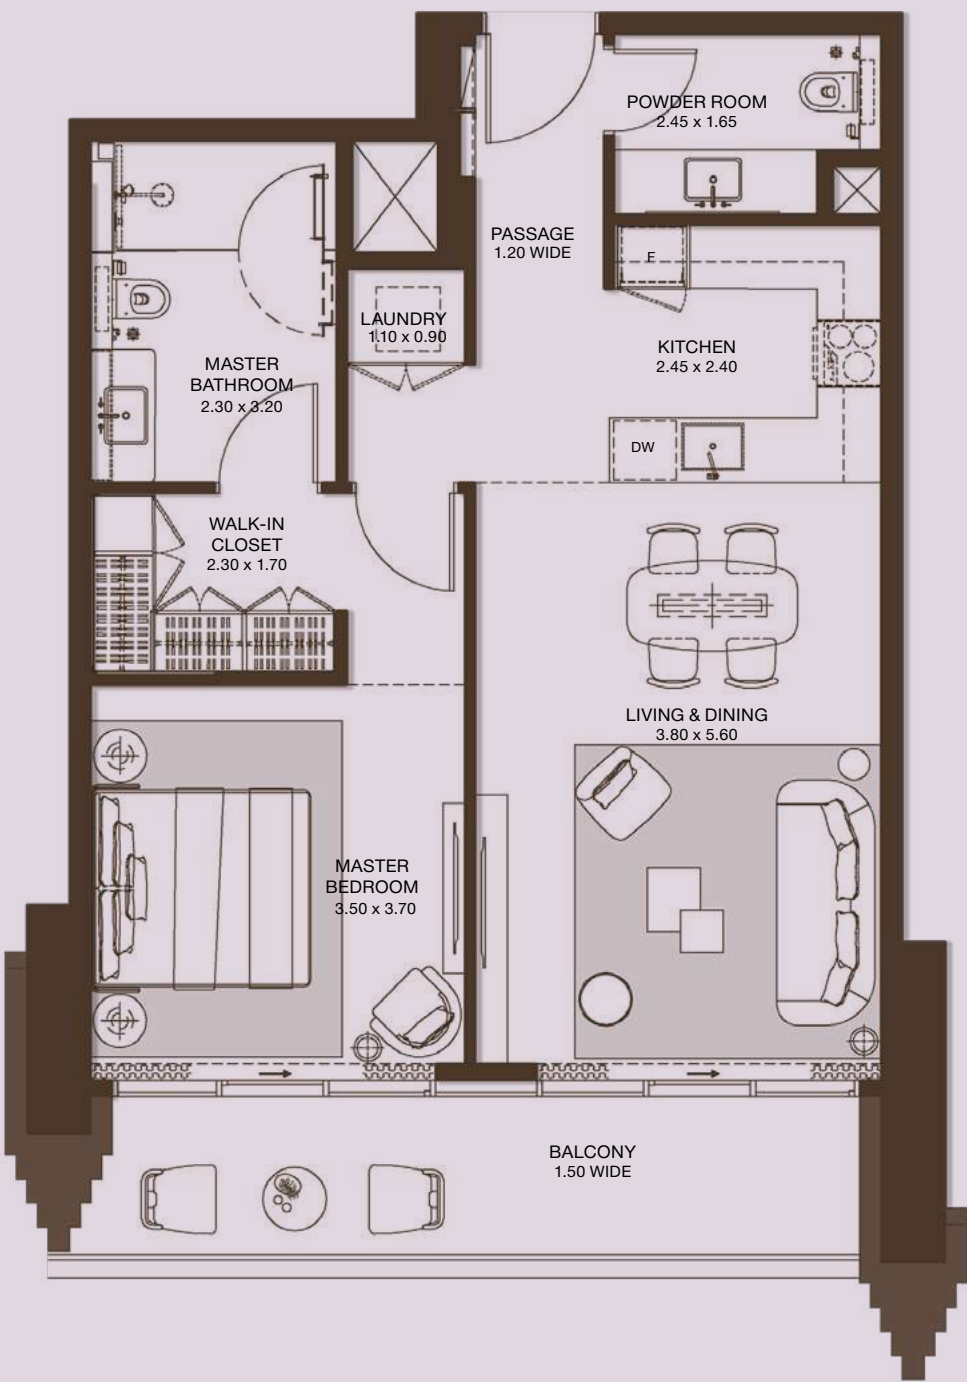 POWDER ROOM
2.45 x 1.65
PASSAGE
1.20 WIDE
F
LAUNDRY
1.10 x 0.90
KITCHEN
2.45 x 2.40
MASTER
BATHROOM
2.30 x 3.20
DW
WALK-IN
CLOSET
2.30 x 1.70
LIVING & DINING
3.80 x 5.60
MASTER
BEDROOM
3.50 x 3.70
BALCONY
1.50 WIDE